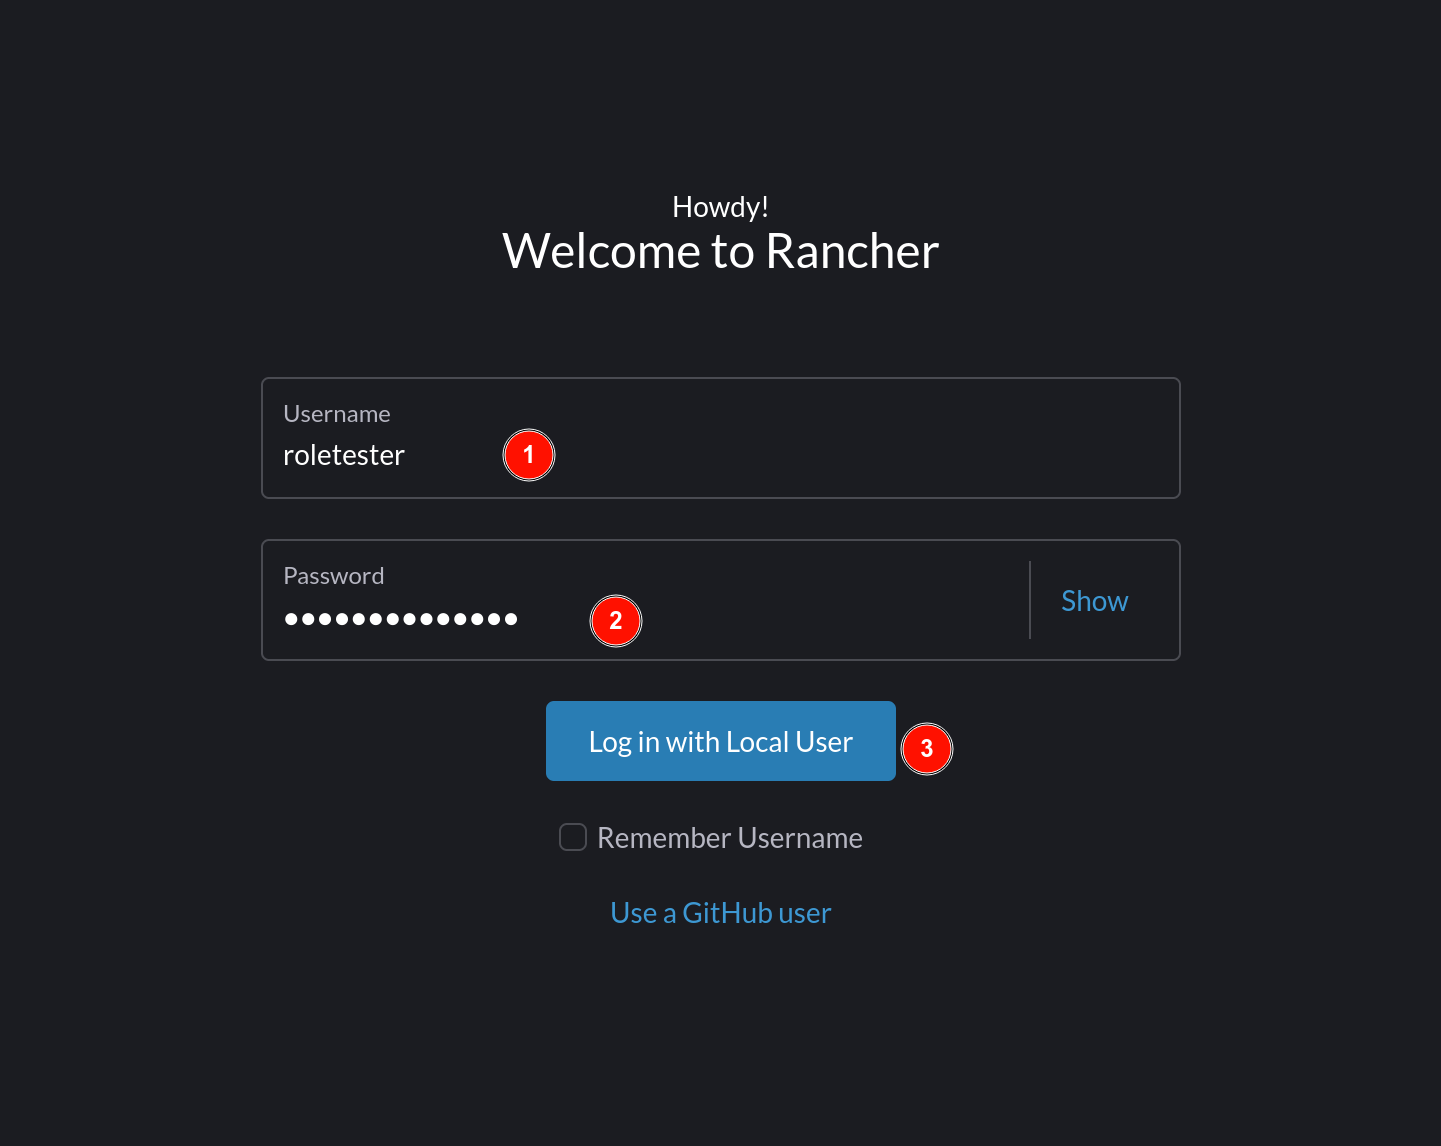 Howdy!
Welcome to Rancher
Username
roletester
1
Password
••••••••••••••
2
Show
Log in with Local User
3
Remember Username
Use a GitHub user